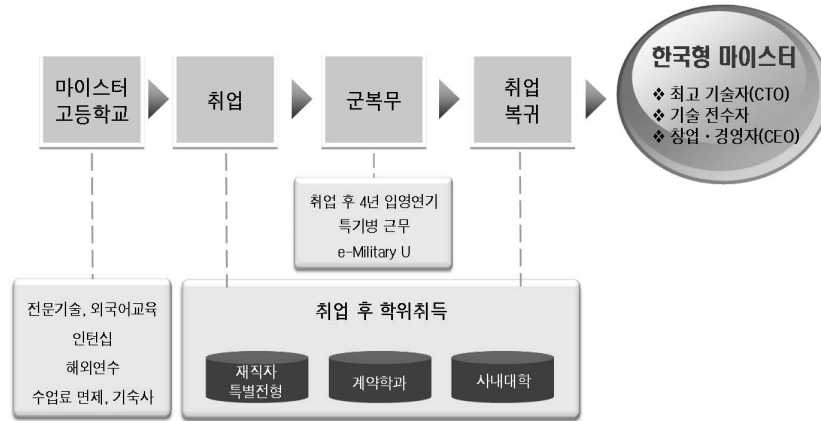 마이스터
고등학교
취업
군복무
취업
복귀
한국형 마이스터
❖ 최고 기술자(CTO)
❖ 기술 전수자
❖ 창업·경영자(CEO)
취업 후 4년 입영연기
특기병 근무
e-Military U
전문기술, 외국어교육
인턴십
해외연수
수업료 면제, 기숙사
취업 후 학위취득
재직자
특별전형
계약학과
사내대학